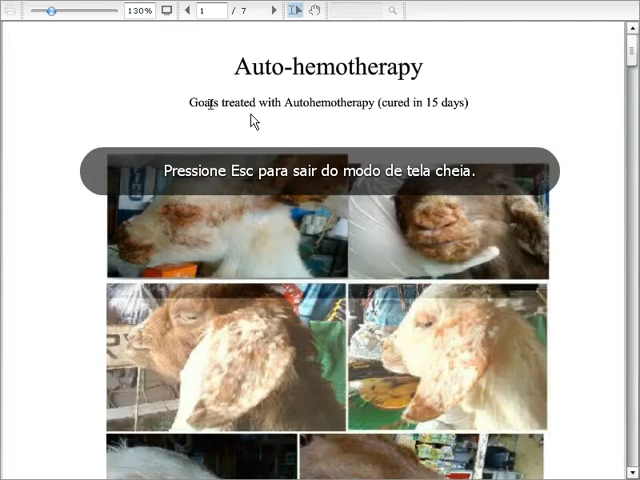 130%
1 / 7
Auto-hemotherapy
Goats treated with Autohemotherapy (cured in 15 days)
Pressione Esc para sair do modo de tela cheia.